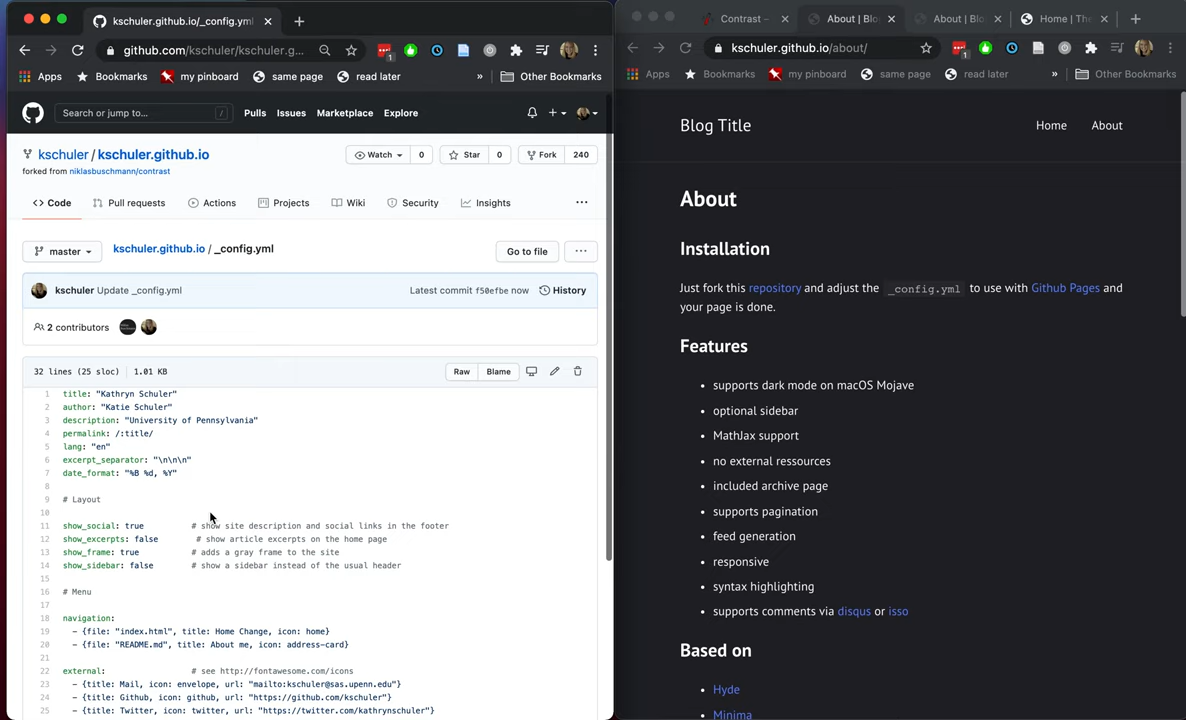 kschuler.github.io/_config.yml
github.com/kschuler/kschuler.g...
1
Apps
Bookmarks
my pinboard
same page
read later
»
Other Bookmarks
Search or jump to...
/
Pulls
Issues
Marketplace
Explore
kschuler / kschuler.github.io
forked from niklasbuschmann/contrast
Watch
0
Star
0
Fork
240
Code
Pull requests
Actions
Projects
Wiki
Security
Insights
master
kschuler.github.io / _config.yml
Go to file
kschuler Update _config.yml
Latest commit f50efbe now
History
2 contributors
32 lines (25 sloc)
1.01 KB
Raw
Blame
1 title: "Kathryn Schuler"
2 author: "Katie Schuler"
3 description: "University of Pennsylvania"
4 permalink: /:title/
5 lang: "en"
6 excerpt_separator: "\n\n\n"
7 date_format: "%B %d, %Y"
8
9 # Layout
10
11 show_social: true # show site description and social links in the footer
12 show_excerpts: false # show article excerpts on the home page
13 show_frame: true # adds a gray frame to the site
14 show_sidebar: false # show a sidebar instead of the usual header
15
16 # Menu
17
18 navigation:
19 - {file: "index.html", title: Home Change, icon: home}
20 - {file: "README.md", title: About me, icon: address-card}
21
22 external: # see http://fontawesome.com/icons
23 - {title: Mail, icon: envelope, url: "mailto:kschuler@sas.upenn.edu"}
24 - {title: Github, icon: github, url: "https://github.com/kschuler"}
25 - {title: Twitter, icon: twitter, url: "https://twitter.com/kathrynschuler"}
Contrast –
About | Blo
About | Blo
Home | The
kschuler.github.io/about/
1
Apps
Bookmarks
my pinboard
same page
read later
»
Other Bookmarks
Blog Title
Home
About
About
Installation
Just fork this repository and adjust the _config.yml to use with Github Pages and
your page is done.
Features
supports dark mode on macOS Mojave
optional sidebar
MathJax support
no external ressources
included archive page
supports pagination
feed generation
responsive
syntax highlighting
supports comments via disqus or isso
Based on
Hyde
Minima